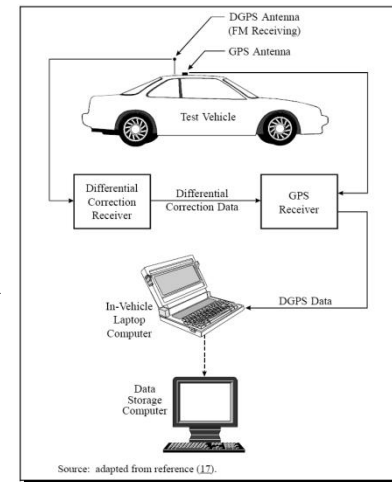 DGPS Antenna
(FM Receiving)
GPS Antenna
Test Vehicle
Differential
Correction
Receiver
Differential
Correction Data
GPS
Receiver
In-Vehicle
Laptop
Computer
DGPS Data
Data
Storage
Computer
Source: adapted from reference (17).